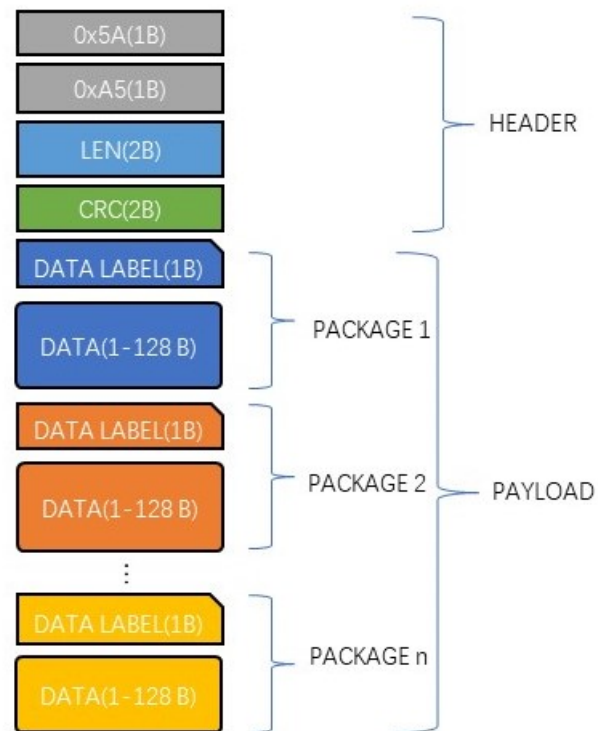 0x5A(1B)
0xA5(1B)
LEN(2B)
CRC(2B)
HEADER
DATA LABEL(1B)
DATA(1-128 B)
PACKAGE 1
DATA LABEL(1B)
DATA(1-128 B)
PACKAGE 2
PAYLOAD
⋮
DATA LABEL(1B)
DATA(1-128 B)
PACKAGE n